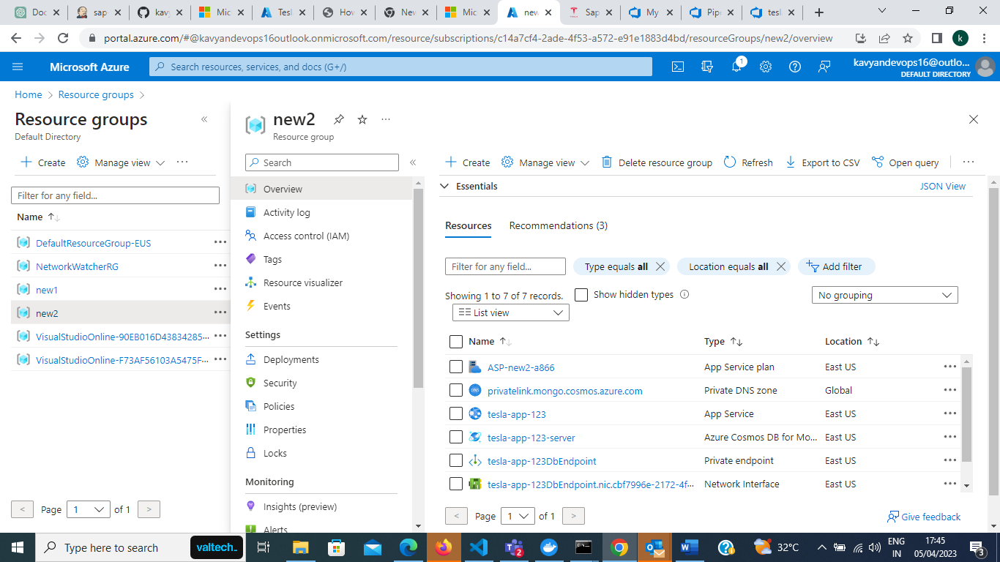 Doc
sap
kavy
Mic
Tesl
How
New
Mic
new
Sap
My
Pipe
tesl
portal.azure.com/#@kavyandevops16outlook.onmicrosoft.com/resource/subscriptions/c14a7cf4-2ade-4f53-a572-e91e1883d4bd/resourceGroups/new2/overview
k
Microsoft Azure
Search resources, services, and docs (G+/)
1
kavyandevops16@outlo...
DEFAULT DIRECTORY
Home > Resource groups >
Resource groups
Default Directory
+ Create
Manage view
...
Filter for any field...
Name
DefaultResourceGroup-EUS
NetworkWatcherRG
new1
new2
VisualStudioOnline-90EB016D43834285...
VisualStudioOnline-F73AF56103A5475F...
< Page 1 of 1 >
new2
Resource group
Search
Overview
Activity log
Access control (IAM)
Tags
Resource visualizer
Events
Settings
Deployments
Security
Policies
Properties
Locks
Monitoring
Insights (preview)
Alerts
+ Create
Manage view
Delete resource group
Refresh
Export to CSV
Open query
...
Essentials
JSON View
Resources
Recommendations (3)
Filter for any field...
Type equals all
Location equals all
Add filter
Showing 1 to 7 of 7 records.
Show hidden types
No grouping
List view
Name Type Location
ASP-new2-a866 App Service plan East US
privatelink.mongo.cosmos.azure.com Private DNS zone Global
tesla-app-123 App Service East US
tesla-app-123-server Azure Cosmos DB for Mo... East US
tesla-app-123DbEndpoint Private endpoint East US
tesla-app-123DbEndpoint.nic.cbf7996e-2172-4f... Network Interface East US
< Page 1 of 1 >
Give feedback
Type here to search
valtech_
2
32°C
ENG
IN
17:45
05/04/2023
3